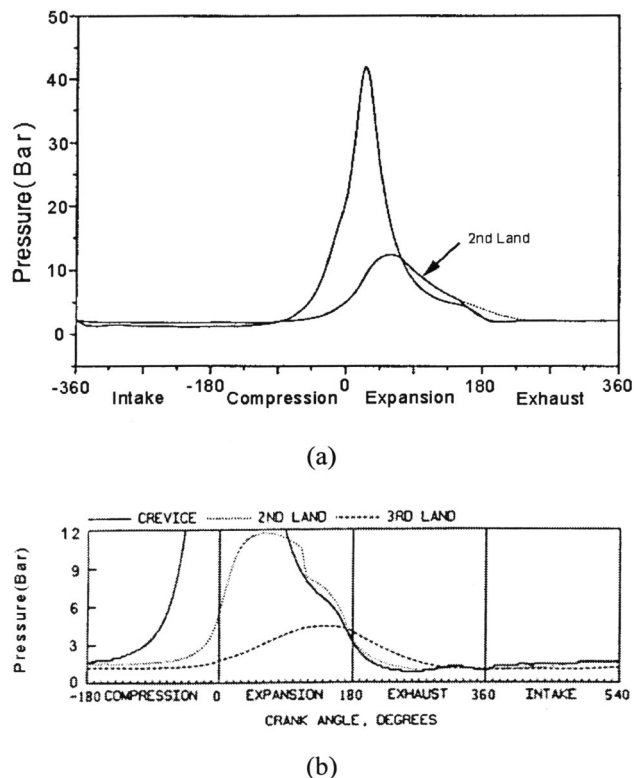 50
40
30
20
10
0
Pressure(Bar)
2nd Land
-360 -180 0 180 360
Intake Compression Expansion Exhaust
(a)
CREVICE 2ND LAND 3RD LAND
12
9
6
3
0
Pressure(Bar)
-180 COMPRESSION 0 EXPANSION 180 EXHAUST 360 INTAKE 540
CRANK ANGLE, DEGREES
(b)